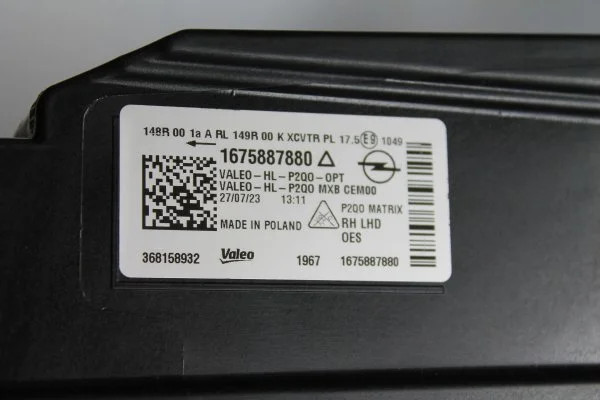 148R 00 1a A RL 149R 00 K XCVTR PL 17.5 E9 1049
← 1675887880 △
VALEO-HL-P2QO-OPT
VALEO-HL-P2QO MXB CEM00
27/07/23 13:11
P2QO MATRIX
MADE IN POLAND
RH LHD
OES
368158932 Valeo 1967 1675887880